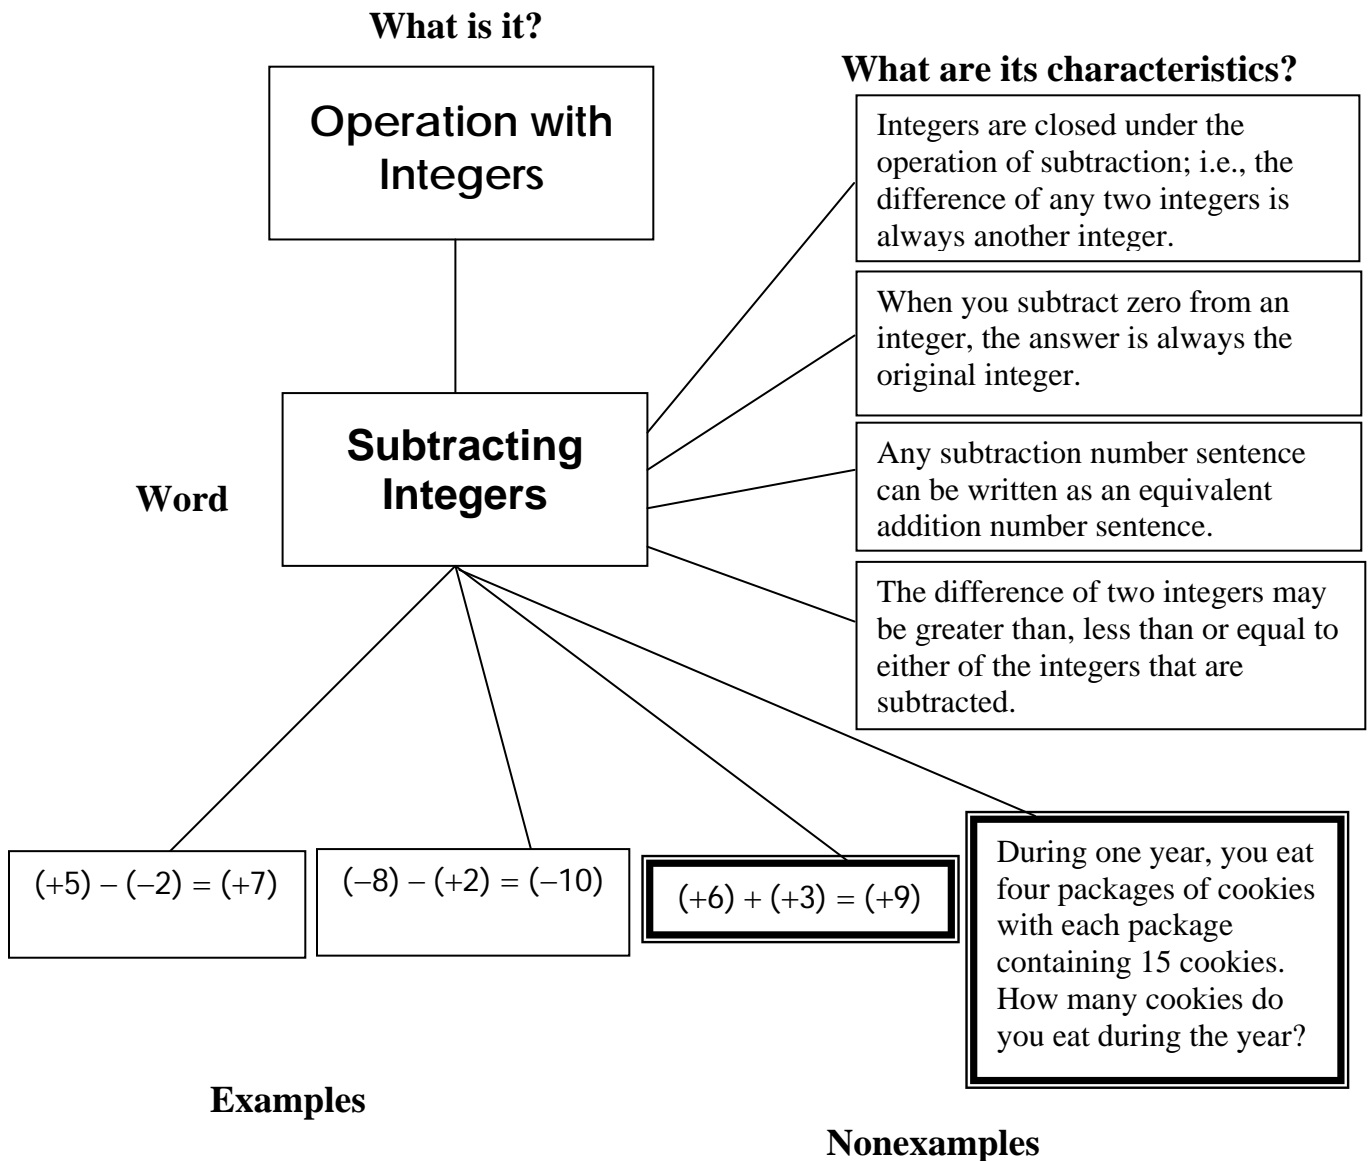 What is it?
Operation with
Integers
What are its characteristics?
Integers are closed under the
operation of subtraction; i.e., the
difference of any two integers is
always another integer.
When you subtract zero from an
integer, the answer is always the
original integer.
Any subtraction number sentence
can be written as an equivalent
addition number sentence.
The difference of two integers may
be greater than, less than or equal to
either of the integers that are
subtracted.
Word
Subtracting
Integers
(+5) − (−2) = (+7)
(−8) − (+2) = (−10)
(+6) + (+3) = (+9)
During one year, you eat
four packages of cookies
with each package
containing 15 cookies.
How many cookies do
you eat during the year?
Examples
Nonexamples